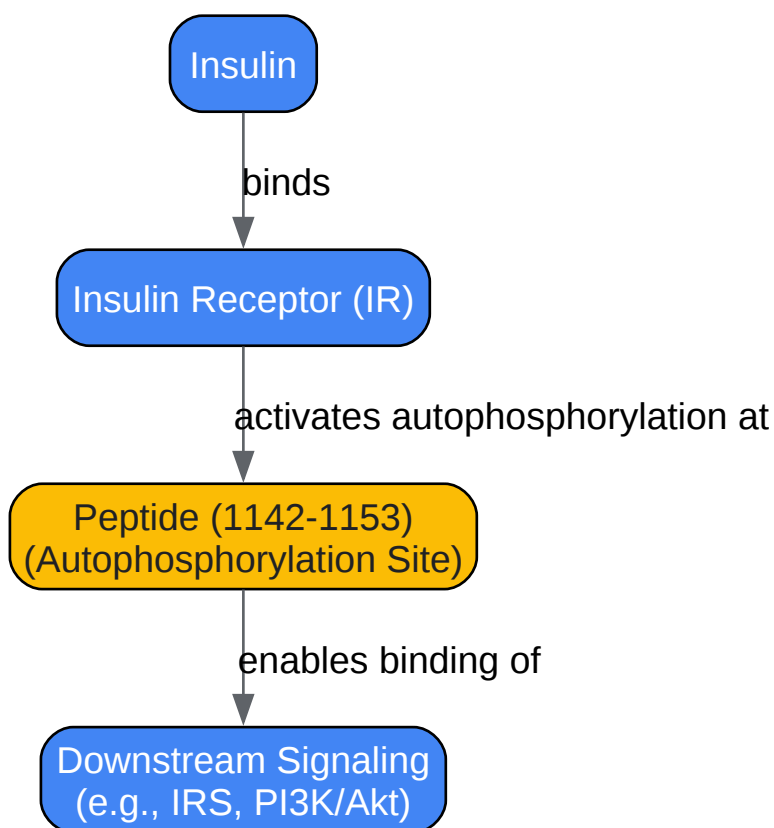 Insulin
binds
Insulin Receptor (IR)
activates autophosphorylation at
Peptide (1142-1153)
(Autophosphorylation Site)
enables binding of
Downstream Signaling
(e.g., IRS, PI3K/Akt)